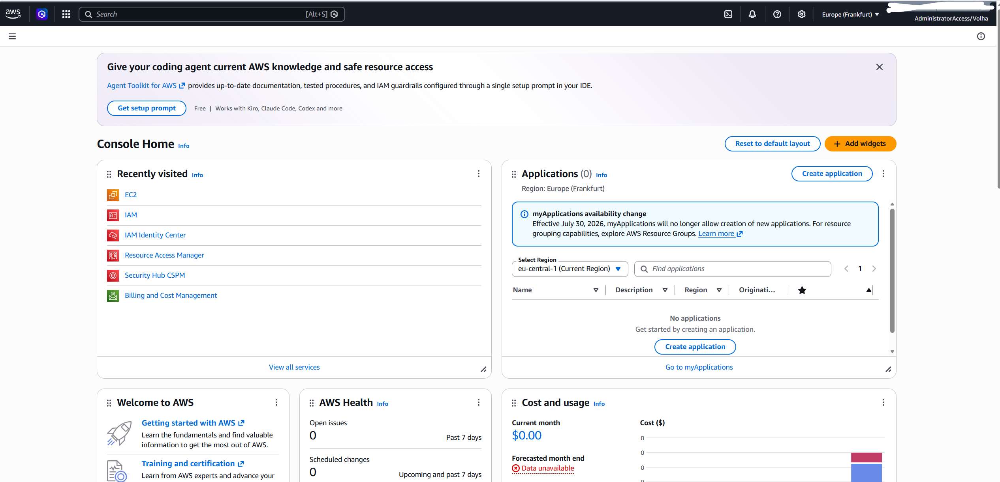 aws
Search
[Alt+S]
Europe (Frankfurt)
AdministratorAccess/Volha
Give your coding agent current AWS knowledge and safe resource access
Agent Toolkit for AWS provides up-to-date documentation, tested procedures, and IAM guardrails configured through a single setup prompt in your IDE.
Get setup prompt
Free | Works with Kiro, Claude Code, Codex and more
Console Home Info
Reset to default layout
Add widgets
Recently visited Info
EC2
IAM
IAM Identity Center
Resource Access Manager
Security Hub CSPM
Billing and Cost Management
View all services
Applications (0) Info
Create application
Region: Europe (Frankfurt)
myApplications availability change
Effective July 30, 2026, myApplications will no longer allow creation of new applications. For resource
grouping capabilities, explore AWS Resource Groups. Learn more
Select Region
eu-central-1 (Current Region)
Find applications
1
Name
Description
Region
Originati...
No applications
Get started by creating an application.
Create application
Go to myApplications
Welcome to AWS
Getting started with AWS
Learn the fundamentals and find valuable
information to get the most out of AWS.
Training and certification
Learn from AWS experts and advance your
AWS Health Info
Open issues
0
Past 7 days
Scheduled changes
0
Upcoming and past 7 days
Cost and usage Info
Current month
$0.00
Forecasted month end
Data unavailable
Cost ($)
0
0
0